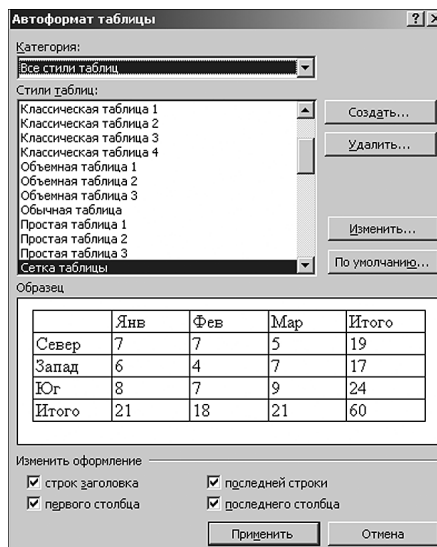 Автоформат таблицы
Категория:
Все стили таблиц
Стили таблиц:
Классическая таблица 1
Классическая таблица 2
Классическая таблица 3
Классическая таблица 4
Объемная таблица 1
Объемная таблица 2
Объемная таблица 3
Обычная таблица
Простая таблица 1
Простая таблица 2
Простая таблица 3
Сетка таблицы
Создать...
Удалить...
Изменить...
По умолчанию...
Образец
Янв Фев Мар Итого
Север 7 7 5 19
Запад 6 4 7 17
Юг 8 7 9 24
Итого 21 18 21 60
Изменить оформление
строк заголовка
последней строки
первого столбца
последнего столбца
Применить
Отмена